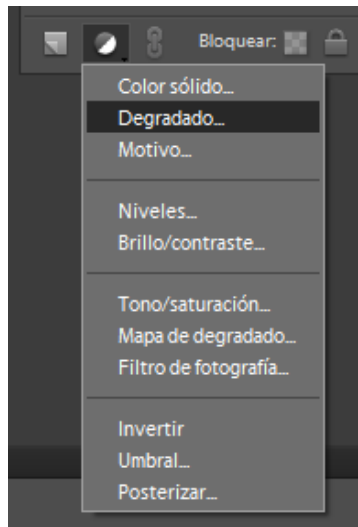 Bloquear:
Color sólido...
Degradado...
Motivo...
Niveles...
Brillo/contraste...
Tono/saturación...
Mapa de degradado...
Filtro de fotografía...
Invertir
Umbral...
Posterizar...